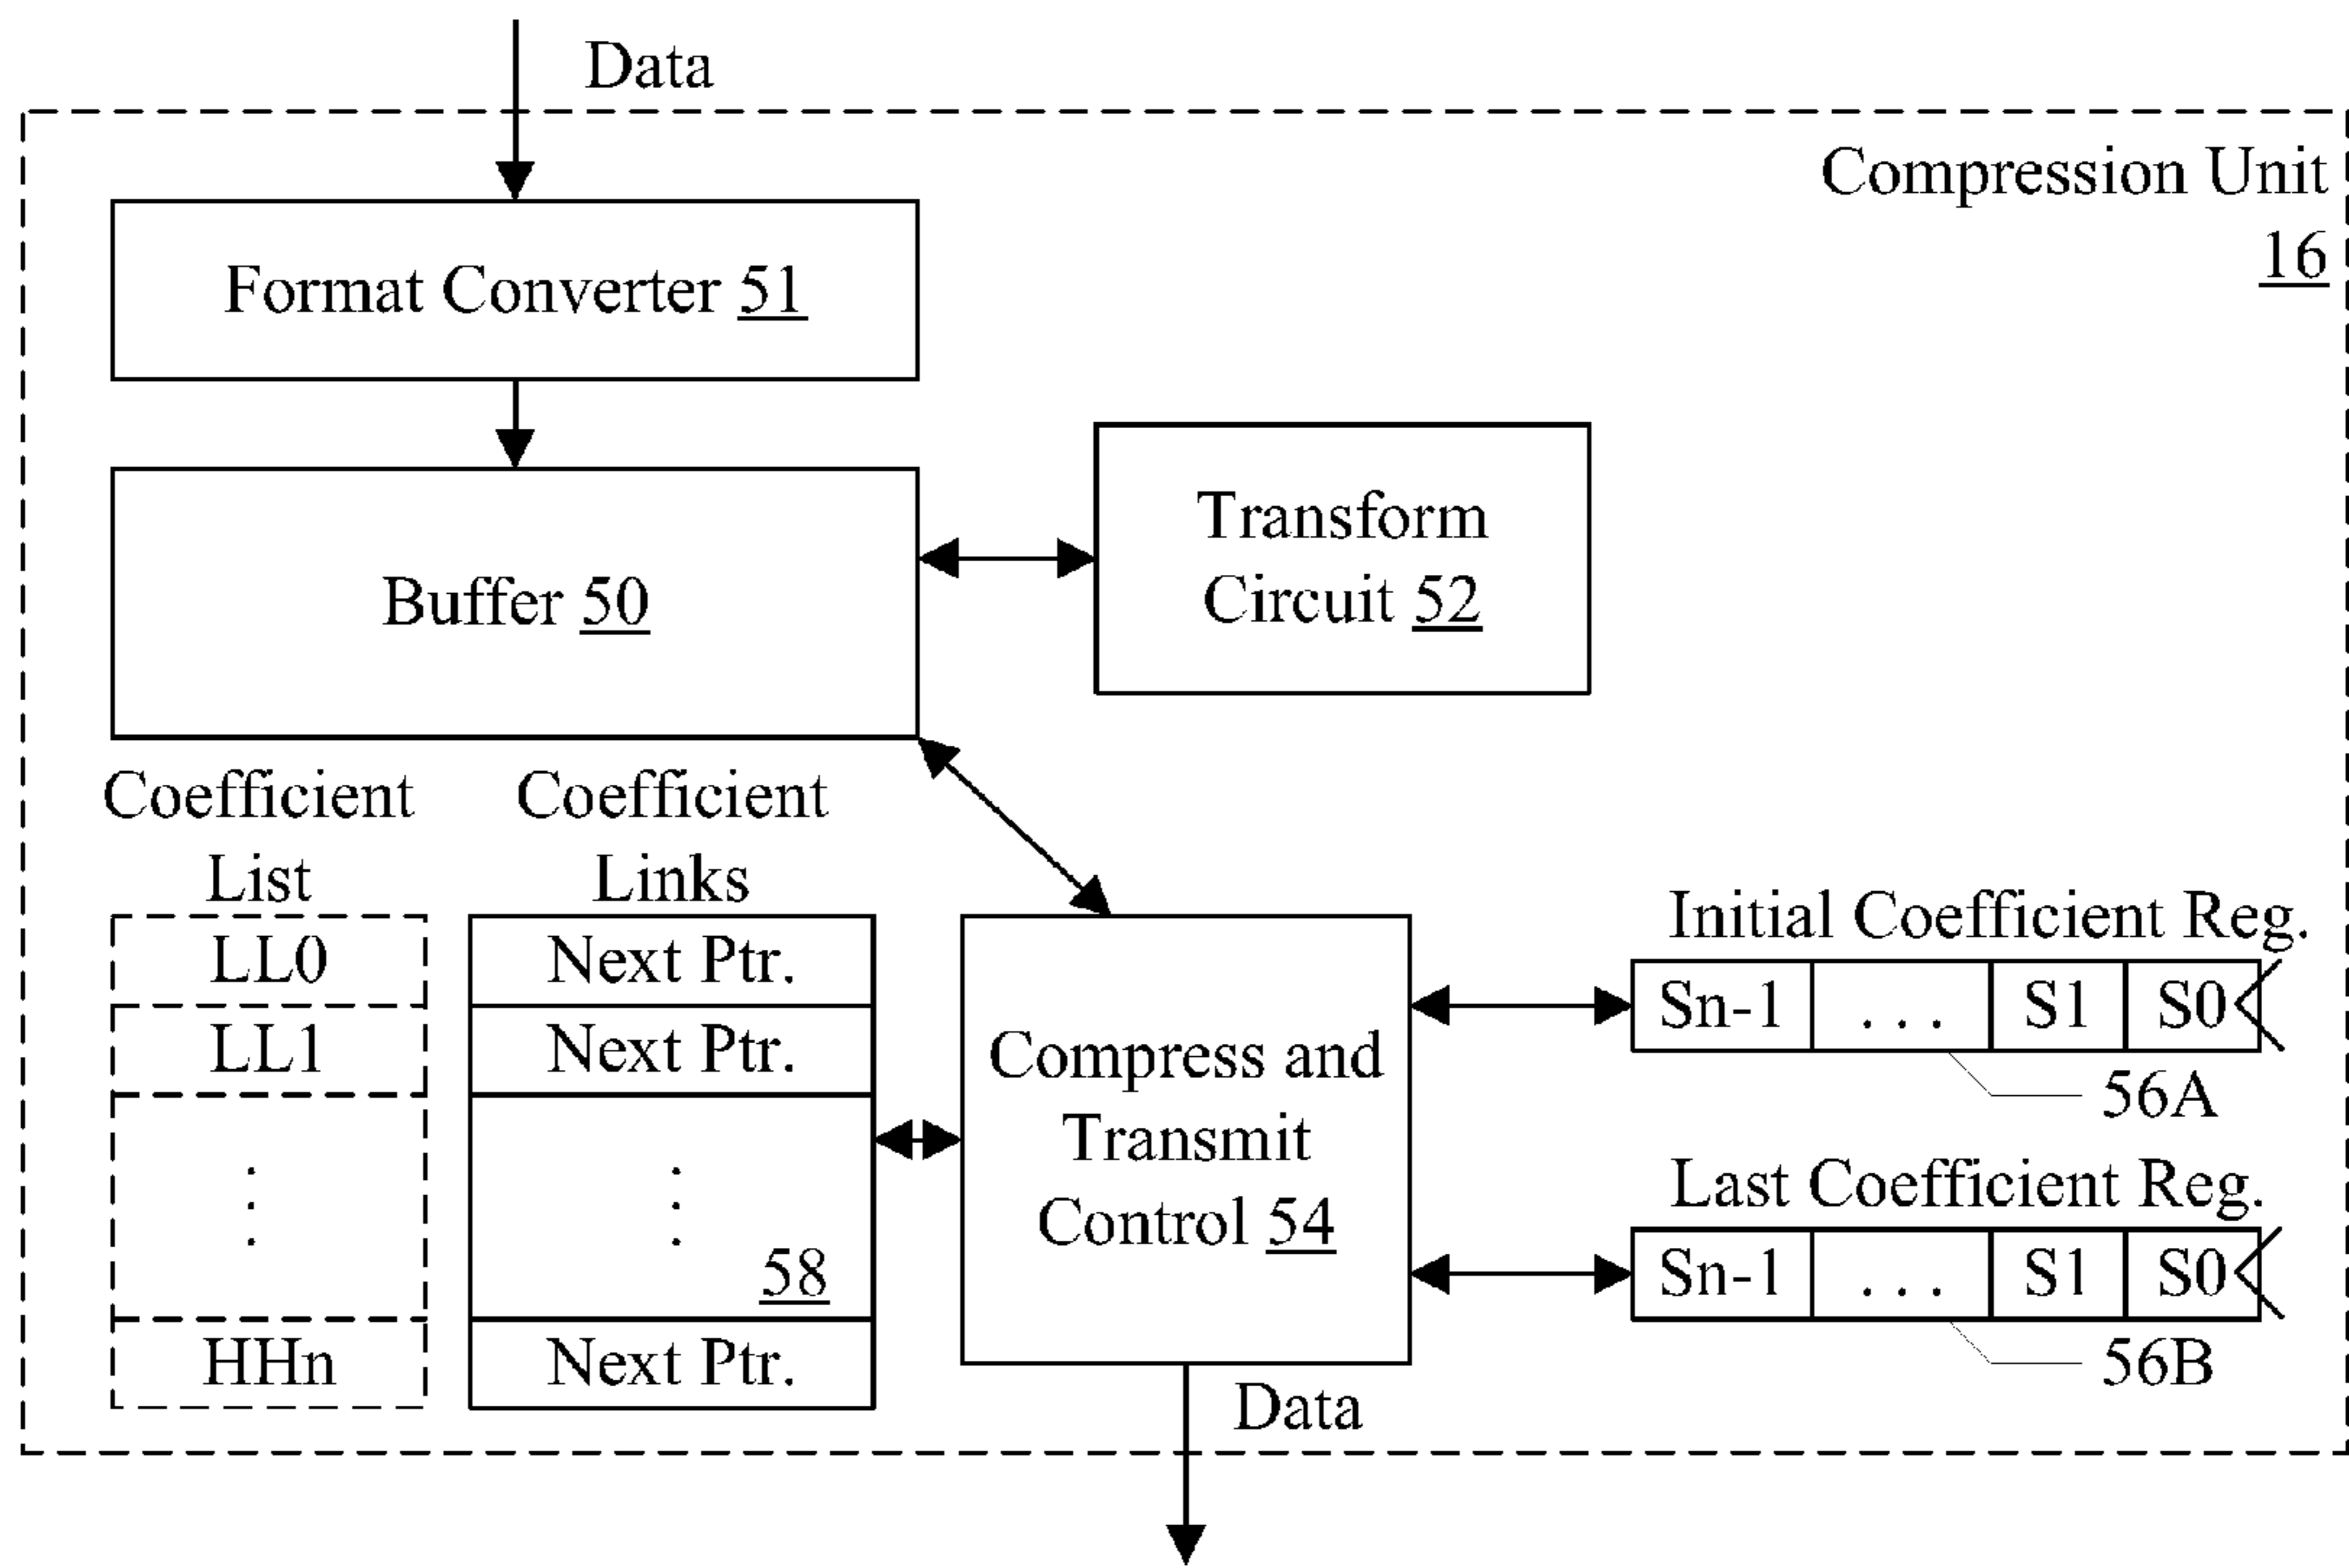 Data
Compression Unit
16
Format Converter 51
Transform
Circuit 52
Buffer 50
Coefficient
List
Coefficient
Links
LL0
LL1
⋮
HHn
Next Ptr.
Next Ptr.
⋮
58
Next Ptr.
Compress and
Transmit
Control 54
Initial Coefficient Reg.
Sn-1 . . . S1 S0
56A
Last Coefficient Reg.
Sn-1 . . . S1 S0
56B
Data